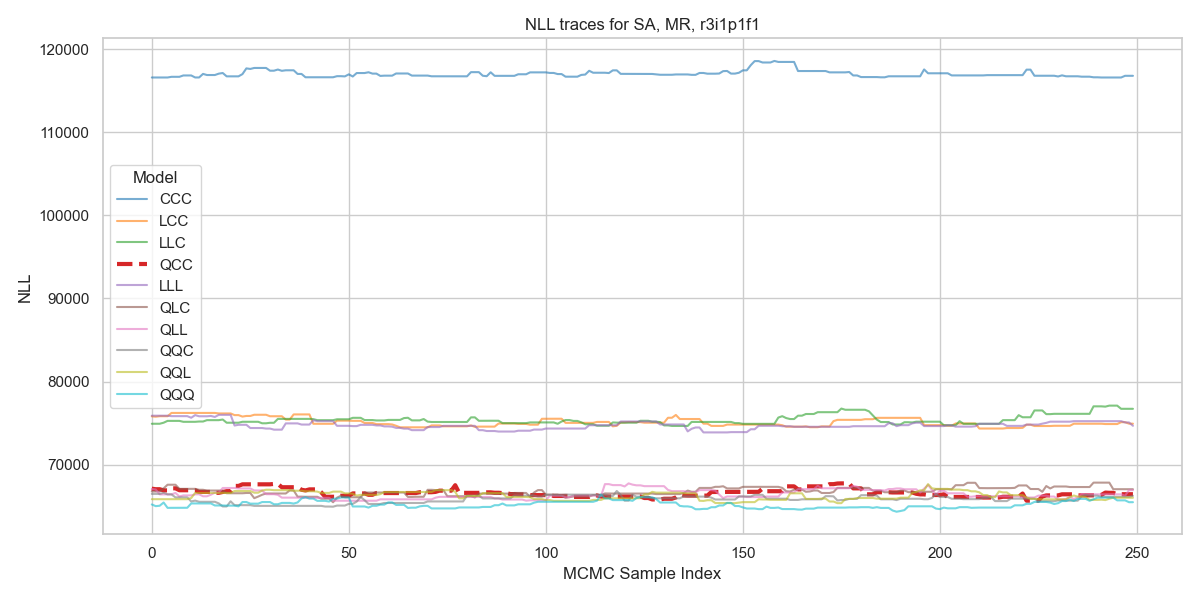 NLL traces for SA, MR, r3i1p1f1
120000
110000
100000
90000
80000
70000
NLL
Model
CCC
LCC
LLC
QCC
LLL
QLC
QLL
QQC
QQL
QQQ
0
50
100
150
200
250
MCMC Sample Index